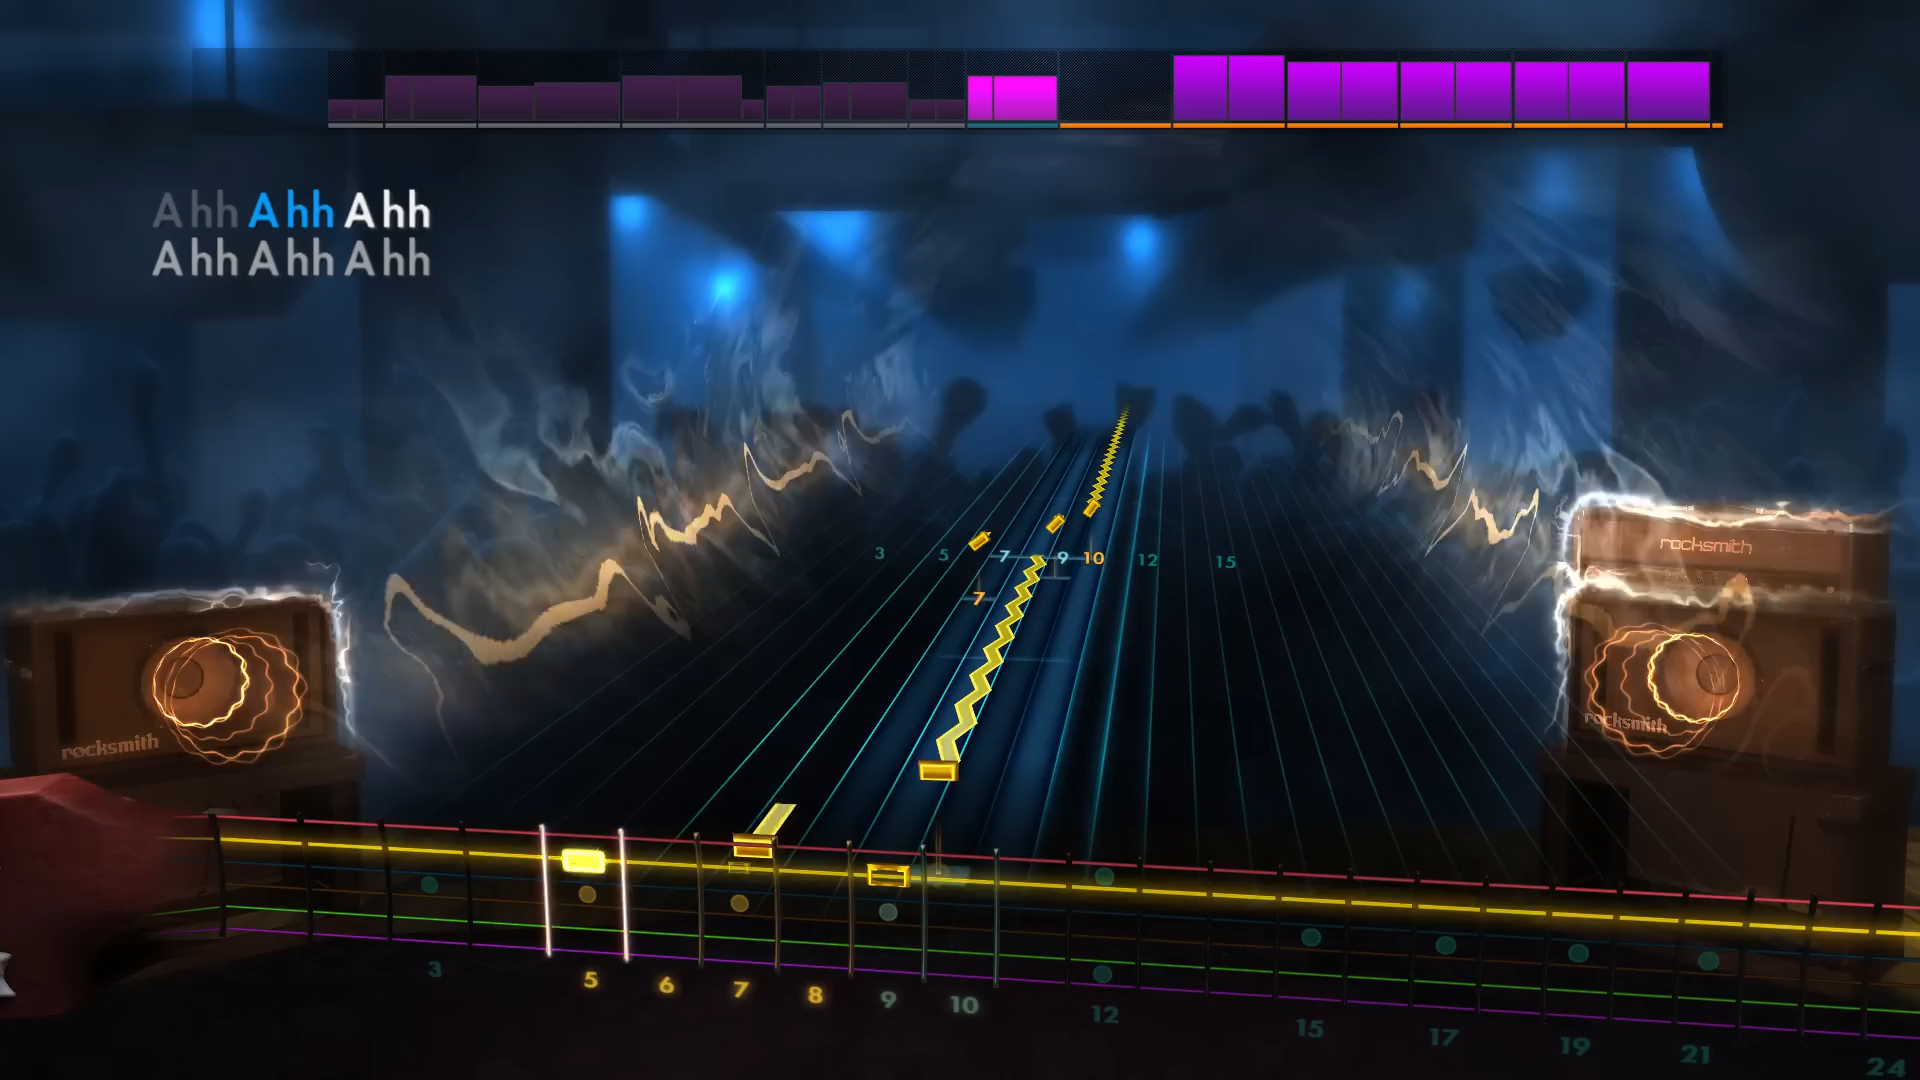 Ahh Ahh Ahh
Ahh Ahh Ahh
rocksmith
3 5 7 9 10 12 15
7
rocksmith
rocksmith
3 5 6 7 8 9 10 12 15 17 19 21 24